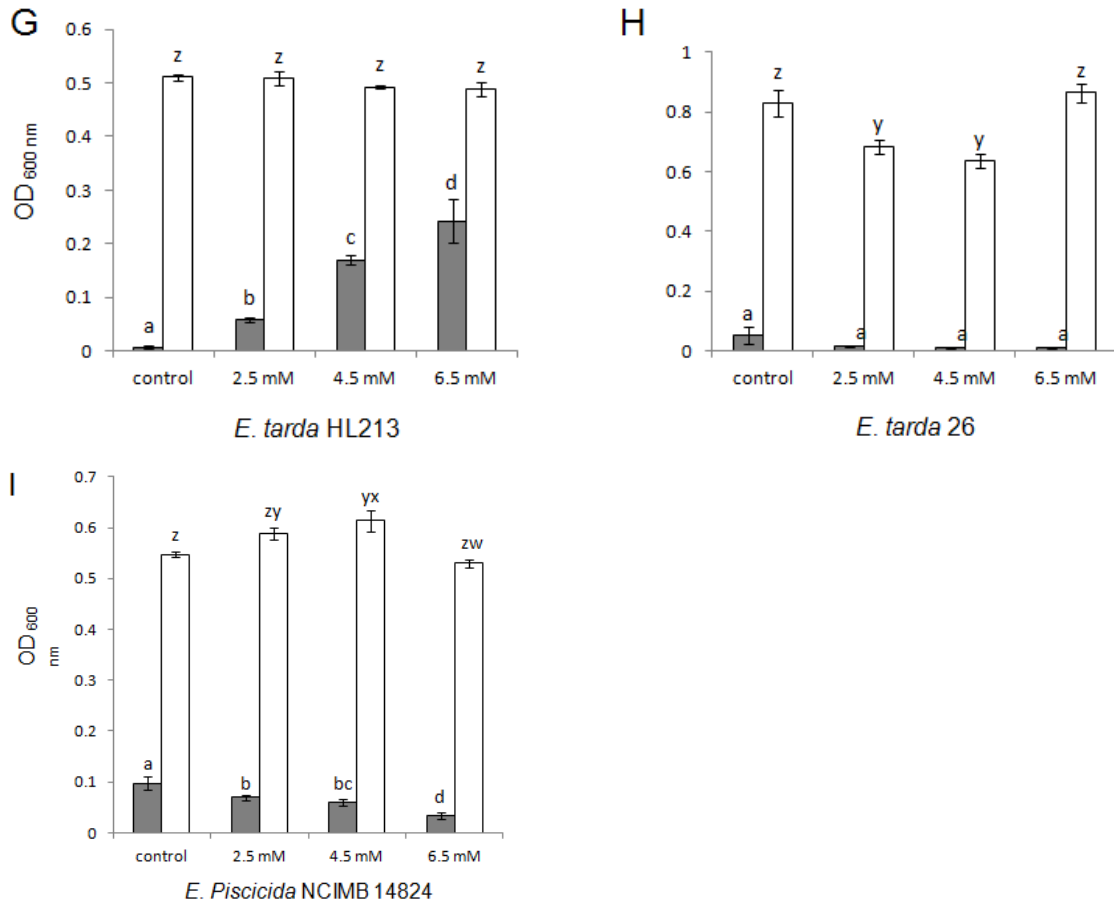 G
0.6
0.5
0.4
0.3
0.2
0.1
0
OD 600 nm
z z z z
a b c d
control 2.5 mM 4.5 mM 6.5 mM
E. tarda HL213
H
1
0.8
0.6
0.4
0.2
0
z y y z
a a a a
control 2.5 mM 4.5 mM 6.5 mM
E. tarda 26
I
0.7
0.6
0.5
0.4
0.3
0.2
0.1
0
OD 600
nm
z zy yx zw
a b bc d
control 2.5 mM 4.5 mM 6.5 mM
E. Piscicida NCIMB 14824